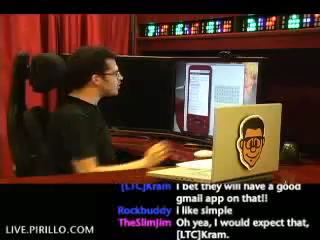 [LTC]Kram I bet they will have a good
gmail app on that!!
Rockbuddy i like simple
TheSlimJim Oh yea, I would expect that,
LIVE.PIRILLO.COM [LTC]Kram.